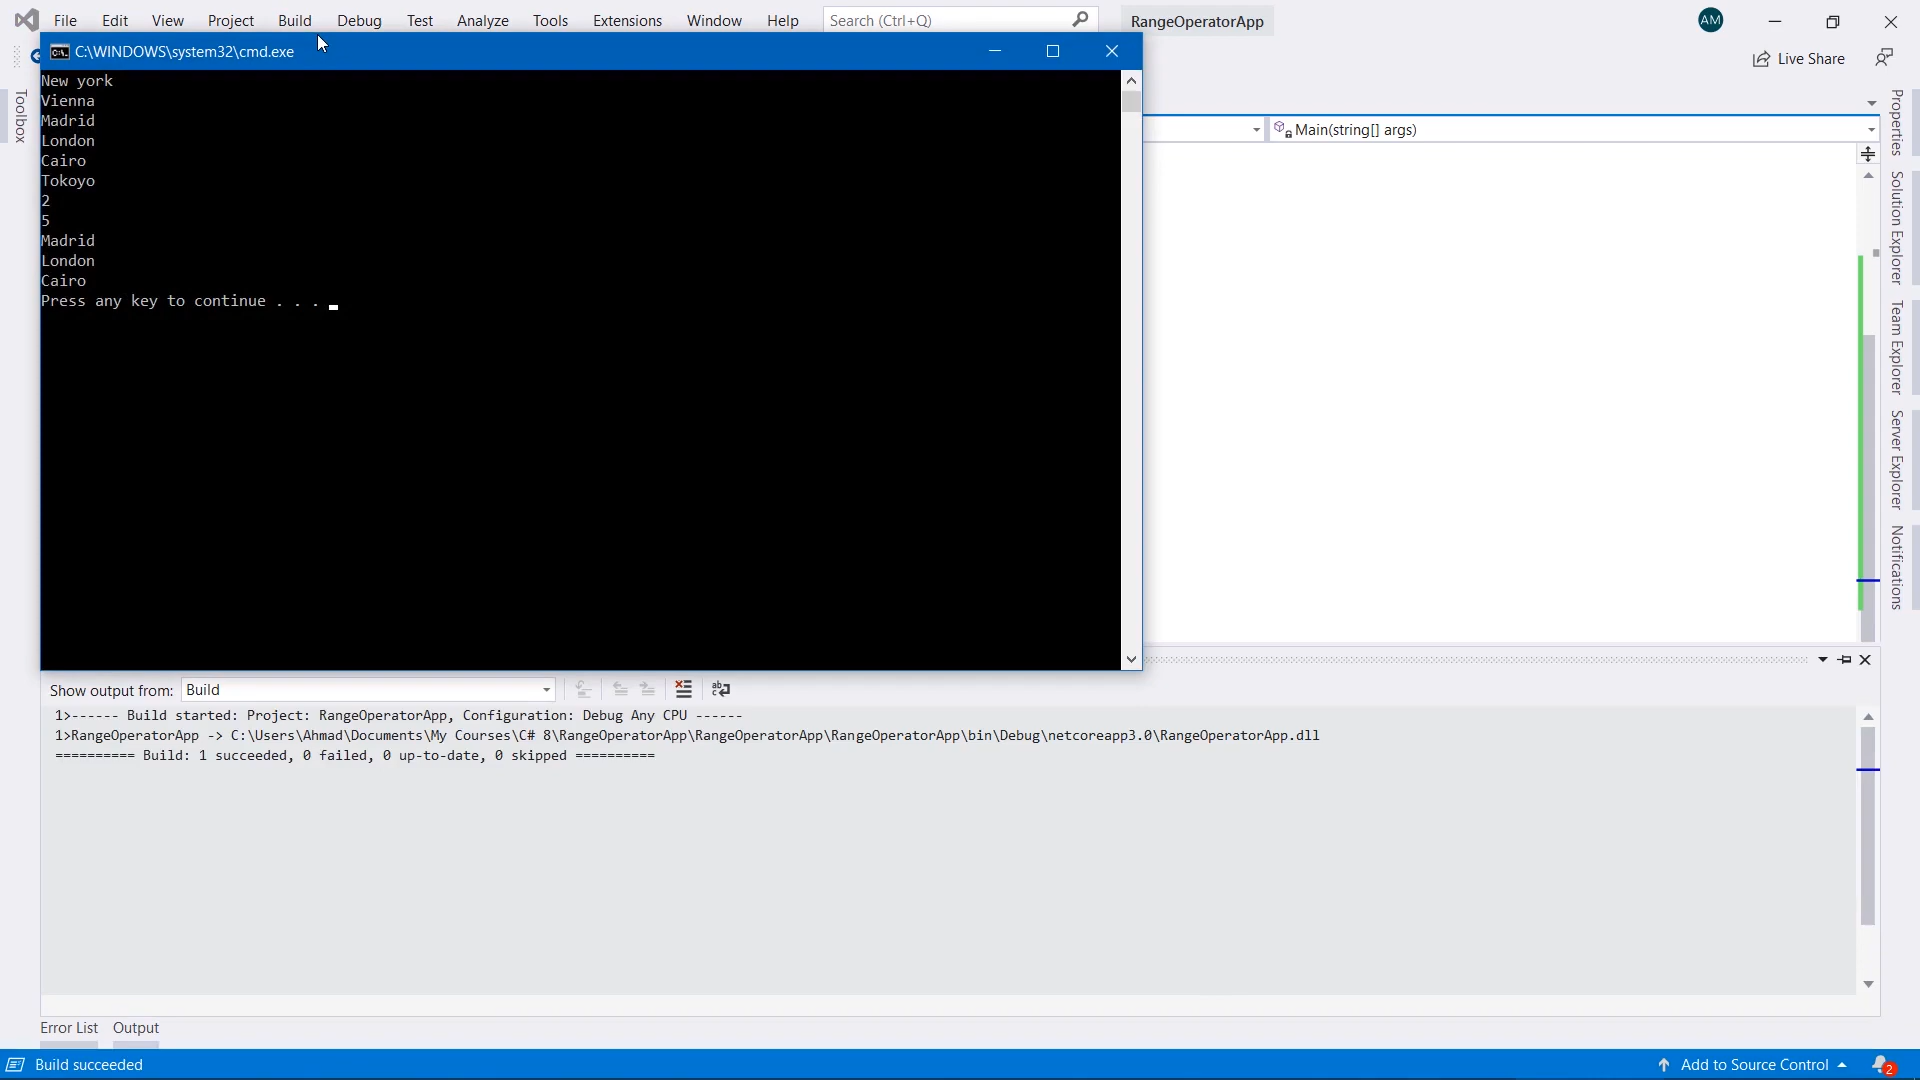 File Edit View Project Build Debug Test Analyze Tools Extensions Window Help Search (Ctrl+Q) RangeOperatorApp AM
C:\WINDOWS\system32\cmd.exe
Live Share
New york
Vienna
Madrid
London
Cairo
Tokoyo
2
5
Madrid
London
Cairo
Press any key to continue . . .
Toolbox
Main(string[] args)
Properties
Solution Explorer
Team Explorer
Server Explorer
Notifications
Show output from: Build
1>------ Build started: Project: RangeOperatorApp, Configuration: Debug Any CPU ------
1>RangeOperatorApp -> C:\Users\Ahmad\Documents\My Courses\C# 8\RangeOperatorApp\RangeOperatorApp\RangeOperatorApp\bin\Debug\netcoreapp3.0\RangeOperatorApp.dll
========== Build: 1 succeeded, 0 failed, 0 up-to-date, 0 skipped ==========
Error List Output
Build succeeded
Add to Source Control 2